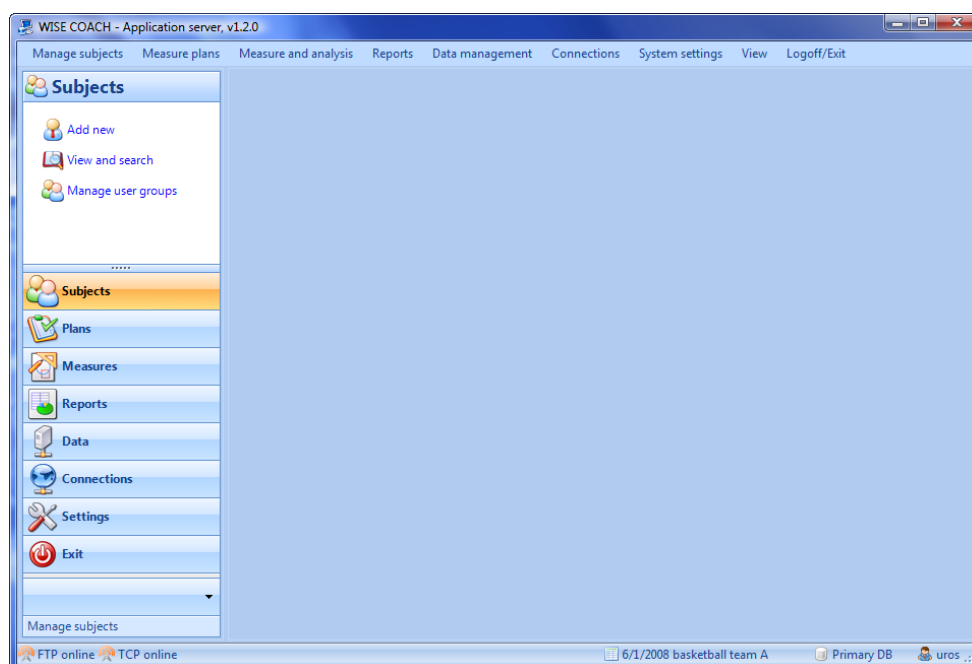 WISE COACH - Application server, v1.2.0
Manage subjects Measure plans Measure and analysis Reports Data management Connections System settings View Logoff/Exit
Subjects
Add new
View and search
Manage user groups
Subjects
Plans
Measures
Reports
Data
Connections
Settings
Exit
Manage subjects
FTP online TCP online 6/1/2008 basketball team A Primary DB uros